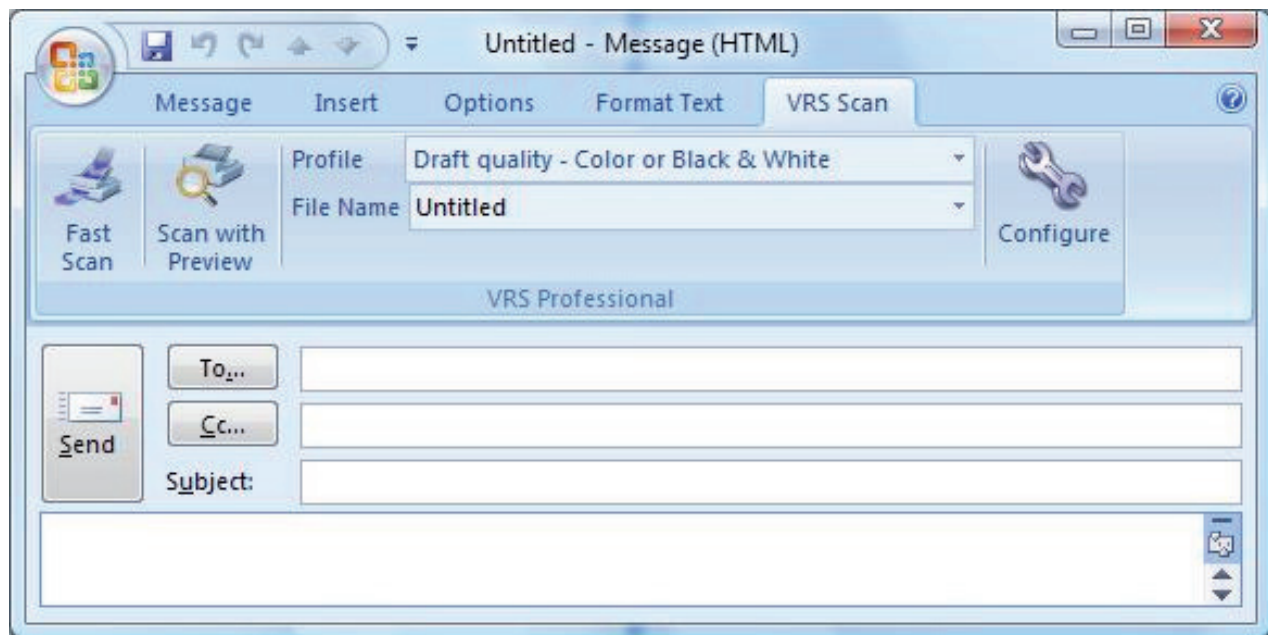 Untitled - Message (HTML)
Message Insert Options Format Text VRS Scan
Fast Scan
Scan with Preview
Profile Draft quality - Color or Black & White
File Name Untitled
Configure
VRS Professional
Send
To...
Cc...
Subject: